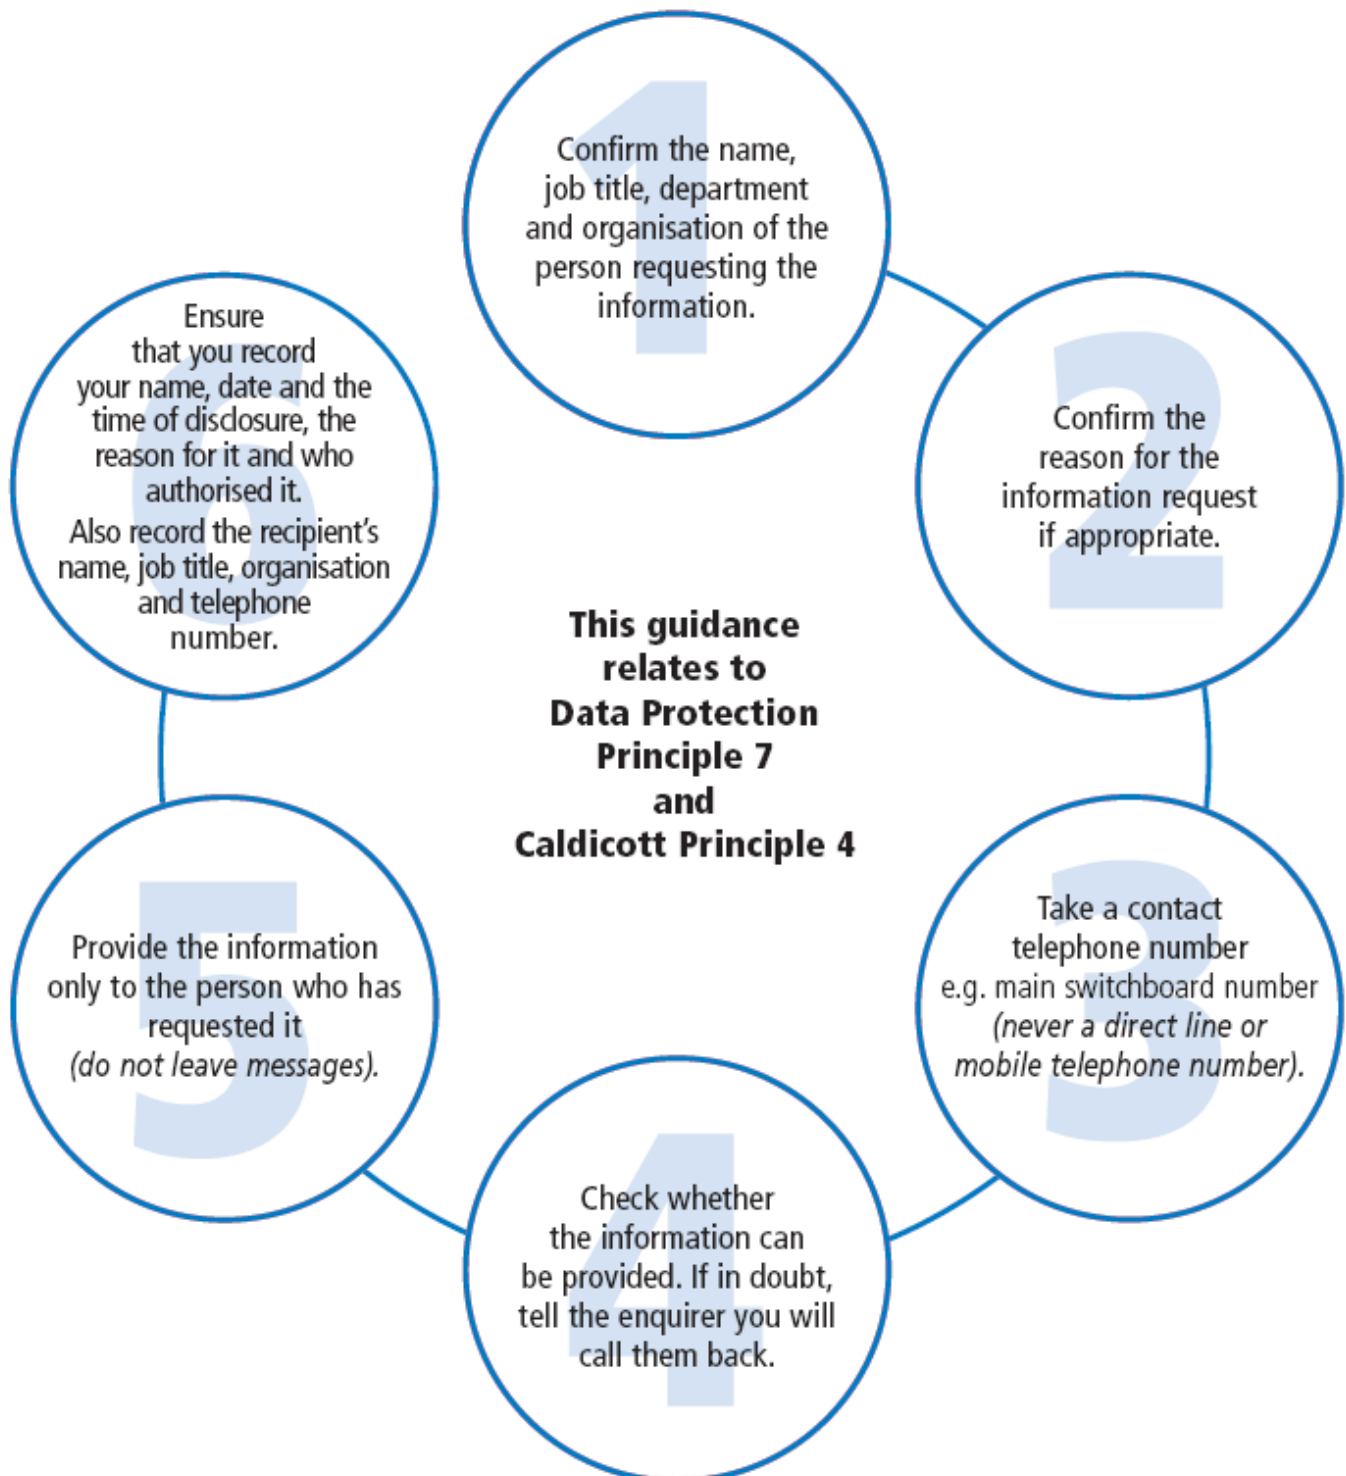 1
Confirm the name,
job title, department
and organisation of the
person requesting the
information.
2
Confirm the
reason for the
information request
if appropriate.
3
Take a contact
telephone number
e.g. main switchboard number
(never a direct line or
mobile telephone number).
4
Check whether
the information can
be provided. If in doubt,
tell the enquirer you will
call them back.
5
Provide the information
only to the person who has
requested it
(do not leave messages).
6
Ensure
that you record
your name, date and the
time of disclosure, the
reason for it and who
authorised it.
Also record the recipient's
name, job title, organisation
and telephone
number.
This guidance
relates to
Data Protection
Principle 7
and
Caldicott Principle 4